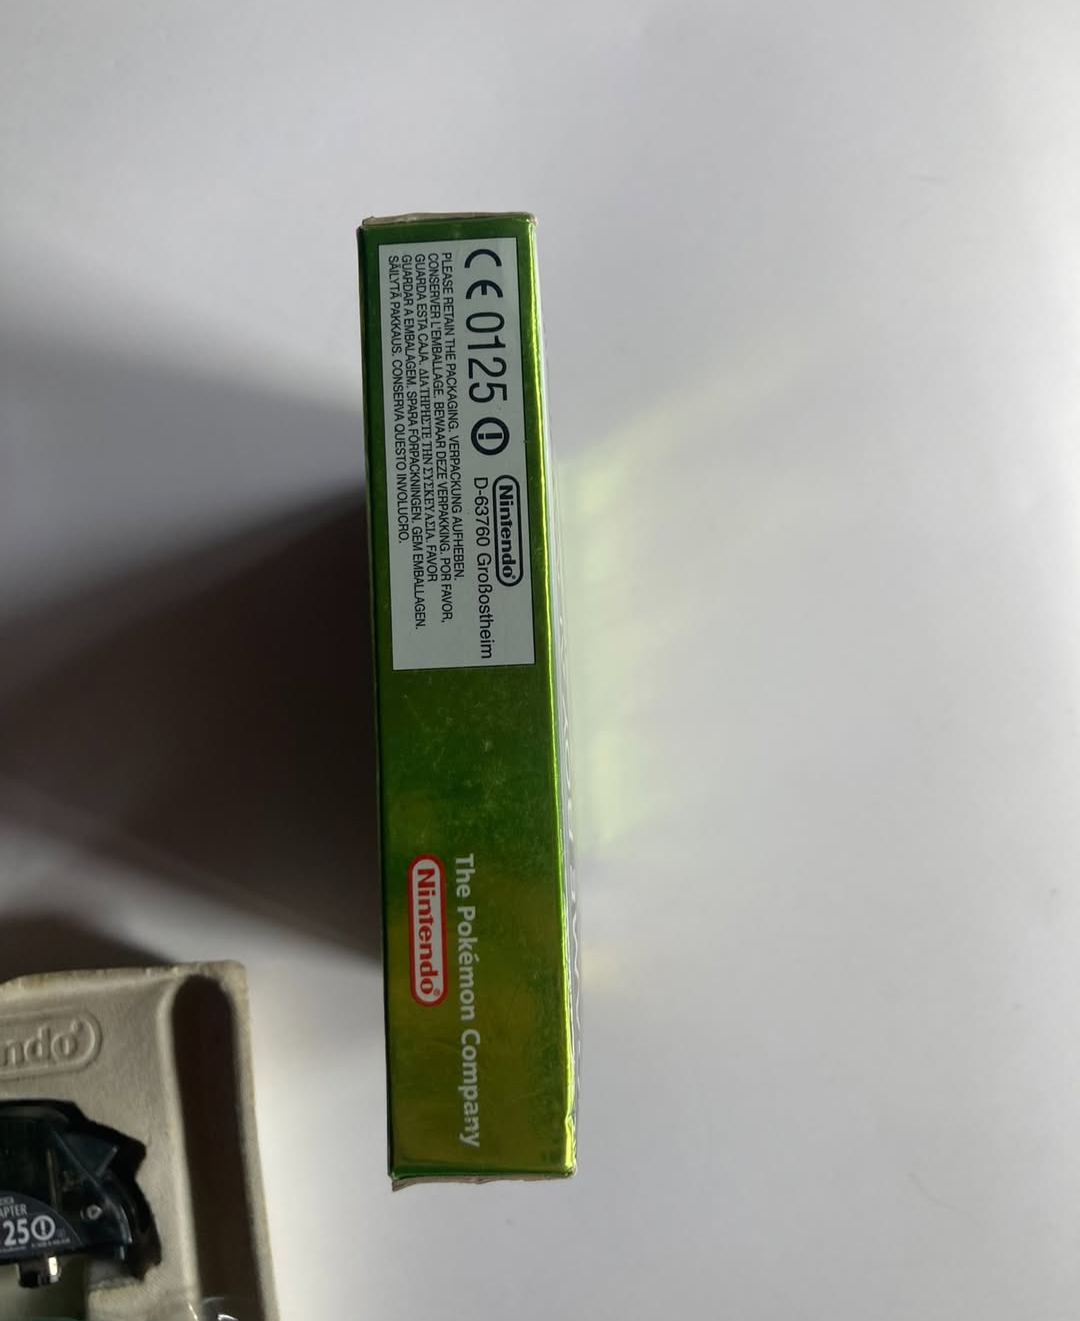 CE 0125
Nintendo®
D-63760 Großostheim
PLEASE RETAIN THE PACKAGING. VERPACKUNG AUFHEBEN.
CONSERVER L'EMBALLAGE. BEWAAR DEZE VERPAKKING. POR FAVOR,
GUARDA ESTA CAJA. ΔΙΑΤΗΡΗΣΤΕ ΤΗΝ ΣΥΣΚΕΥΑΣΙΑ. FAVOR
GUARDAR A EMBALAGEM. SPARA FÖRPACKNINGEN. GEM EMBALLAGEN.
SÄILYTÄ PAKKAUS. CONSERVA QUESTO INVOLUCRO.
The Pokémon Company
Nintendo®
ndo®
APTER
25